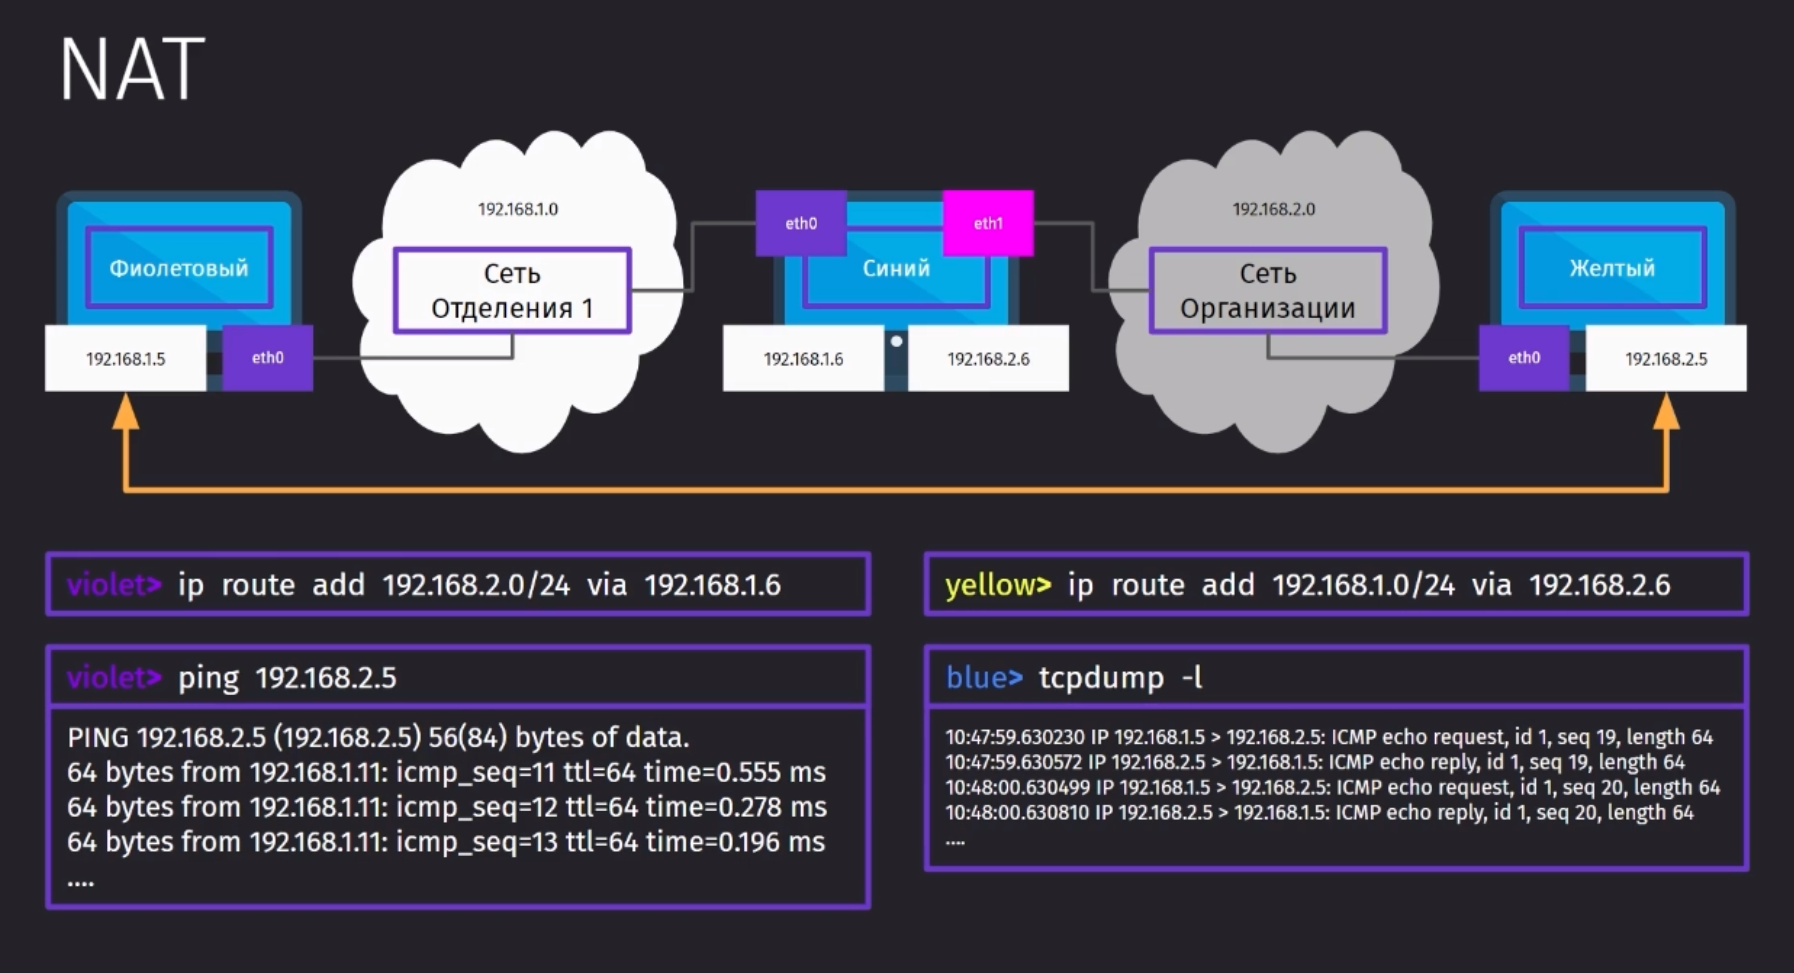 NAT
192.168.1.0
192.168.2.0
eth0
eth1
Фиолетовый
Сеть
Отделения 1
Синий
Сеть
Организации
Желтый
192.168.1.5
eth0
192.168.1.6
192.168.2.6
eth0
192.168.2.5
violet> ip route add 192.168.2.0/24 via 192.168.1.6
yellow> ip route add 192.168.1.0/24 via 192.168.2.6
violet> ping 192.168.2.5
PING 192.168.2.5 (192.168.2.5) 56(84) bytes of data.
64 bytes from 192.168.1.11: icmp_seq=11 ttl=64 time=0.555 ms
64 bytes from 192.168.1.11: icmp_seq=12 ttl=64 time=0.278 ms
64 bytes from 192.168.1.11: icmp_seq=13 ttl=64 time=0.196 ms
....
blue> tcpdump -l
10:47:59.630230 IP 192.168.1.5 > 192.168.2.5: ICMP echo request, id 1, seq 19, length 64
10:47:59.630572 IP 192.168.2.5 > 192.168.1.5: ICMP echo reply, id 1, seq 19, length 64
10:48:00.630499 IP 192.168.1.5 > 192.168.2.5: ICMP echo request, id 1, seq 20, length 64
10:48:00.630810 IP 192.168.2.5 > 192.168.1.5: ICMP echo reply, id 1, seq 20, length 64
....